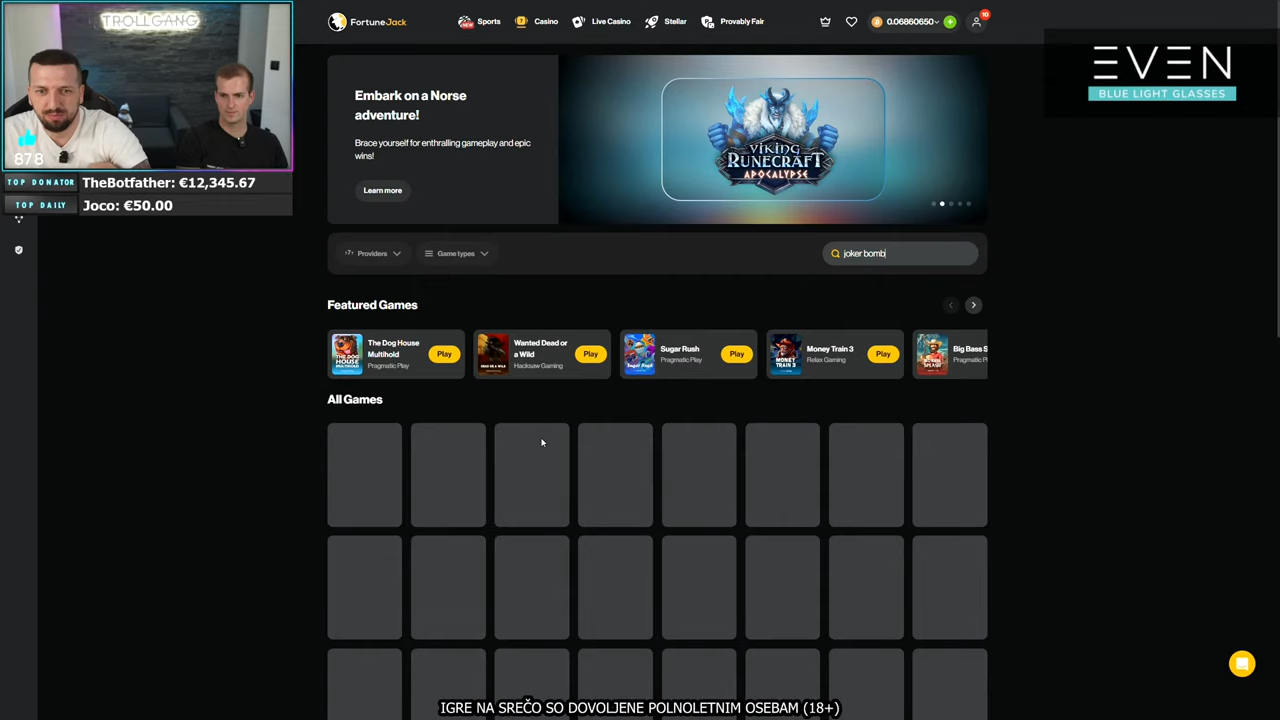 TROLLGANG
878
TOP DONATOR TheBotfather: €12,345.67
TOP DAILY Joco: €50.00
FortuneJack
NEW Sports Casino Live Casino Stellar Provably Fair
0.06860650
10
EVEN
BLUE LIGHT GLASSES
Embark on a Norse
adventure!
Brace yourself for enthralling gameplay and epic
wins!
Learn more
VIKING
RUNECRAFT
APOCALYPSE
Providers Game types joker bomb
Featured Games
The Dog House
Multihold
Pragmatic Play
Play
Wanted Dead or
a Wild
Hacksaw Gaming
Play
Sugar Rush
Pragmatic Play
Play
Money Train 3
Relax Gaming
Play
Big Bass S
Pragmatic Pl
All Games
IGRE NA SREČO SO DOVOLJENE POLNOLETNIM OSEBAM (18+)